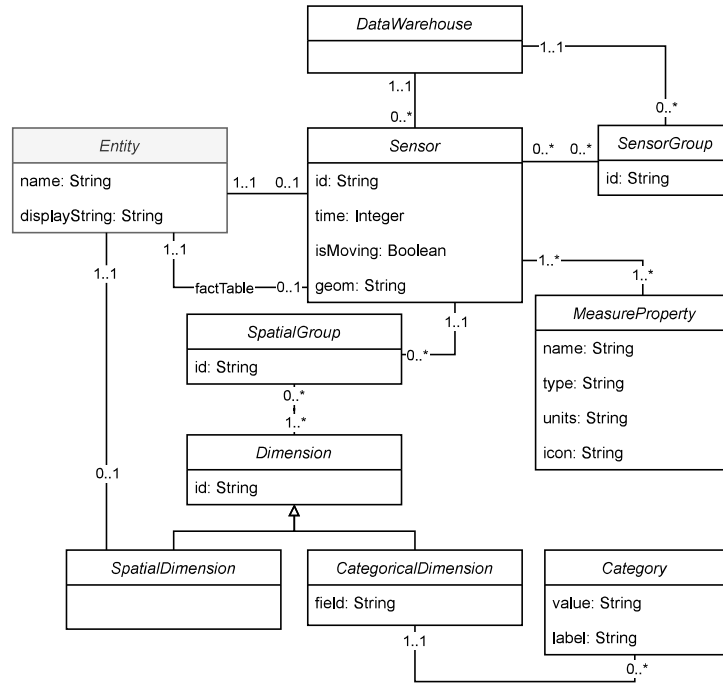 DataWarehouse
1..1
1..1
0..*
0..*
Entity
name: String
displayString: String
1..1
0..1
Sensor
id: String
time: Integer
isMoving: Boolean
geom: String
0..*
0..*
SensorGroup
id: String
1..1
1..1
factTable
0..1
1..*
1..*
1..1
SpatialGroup
id: String
0..*
0..*
1..*
MeasureProperty
name: String
type: String
units: String
icon: String
Dimension
id: String
0..1
SpatialDimension
CategoricalDimension
field: String
Category
value: String
label: String
1..1
0..*